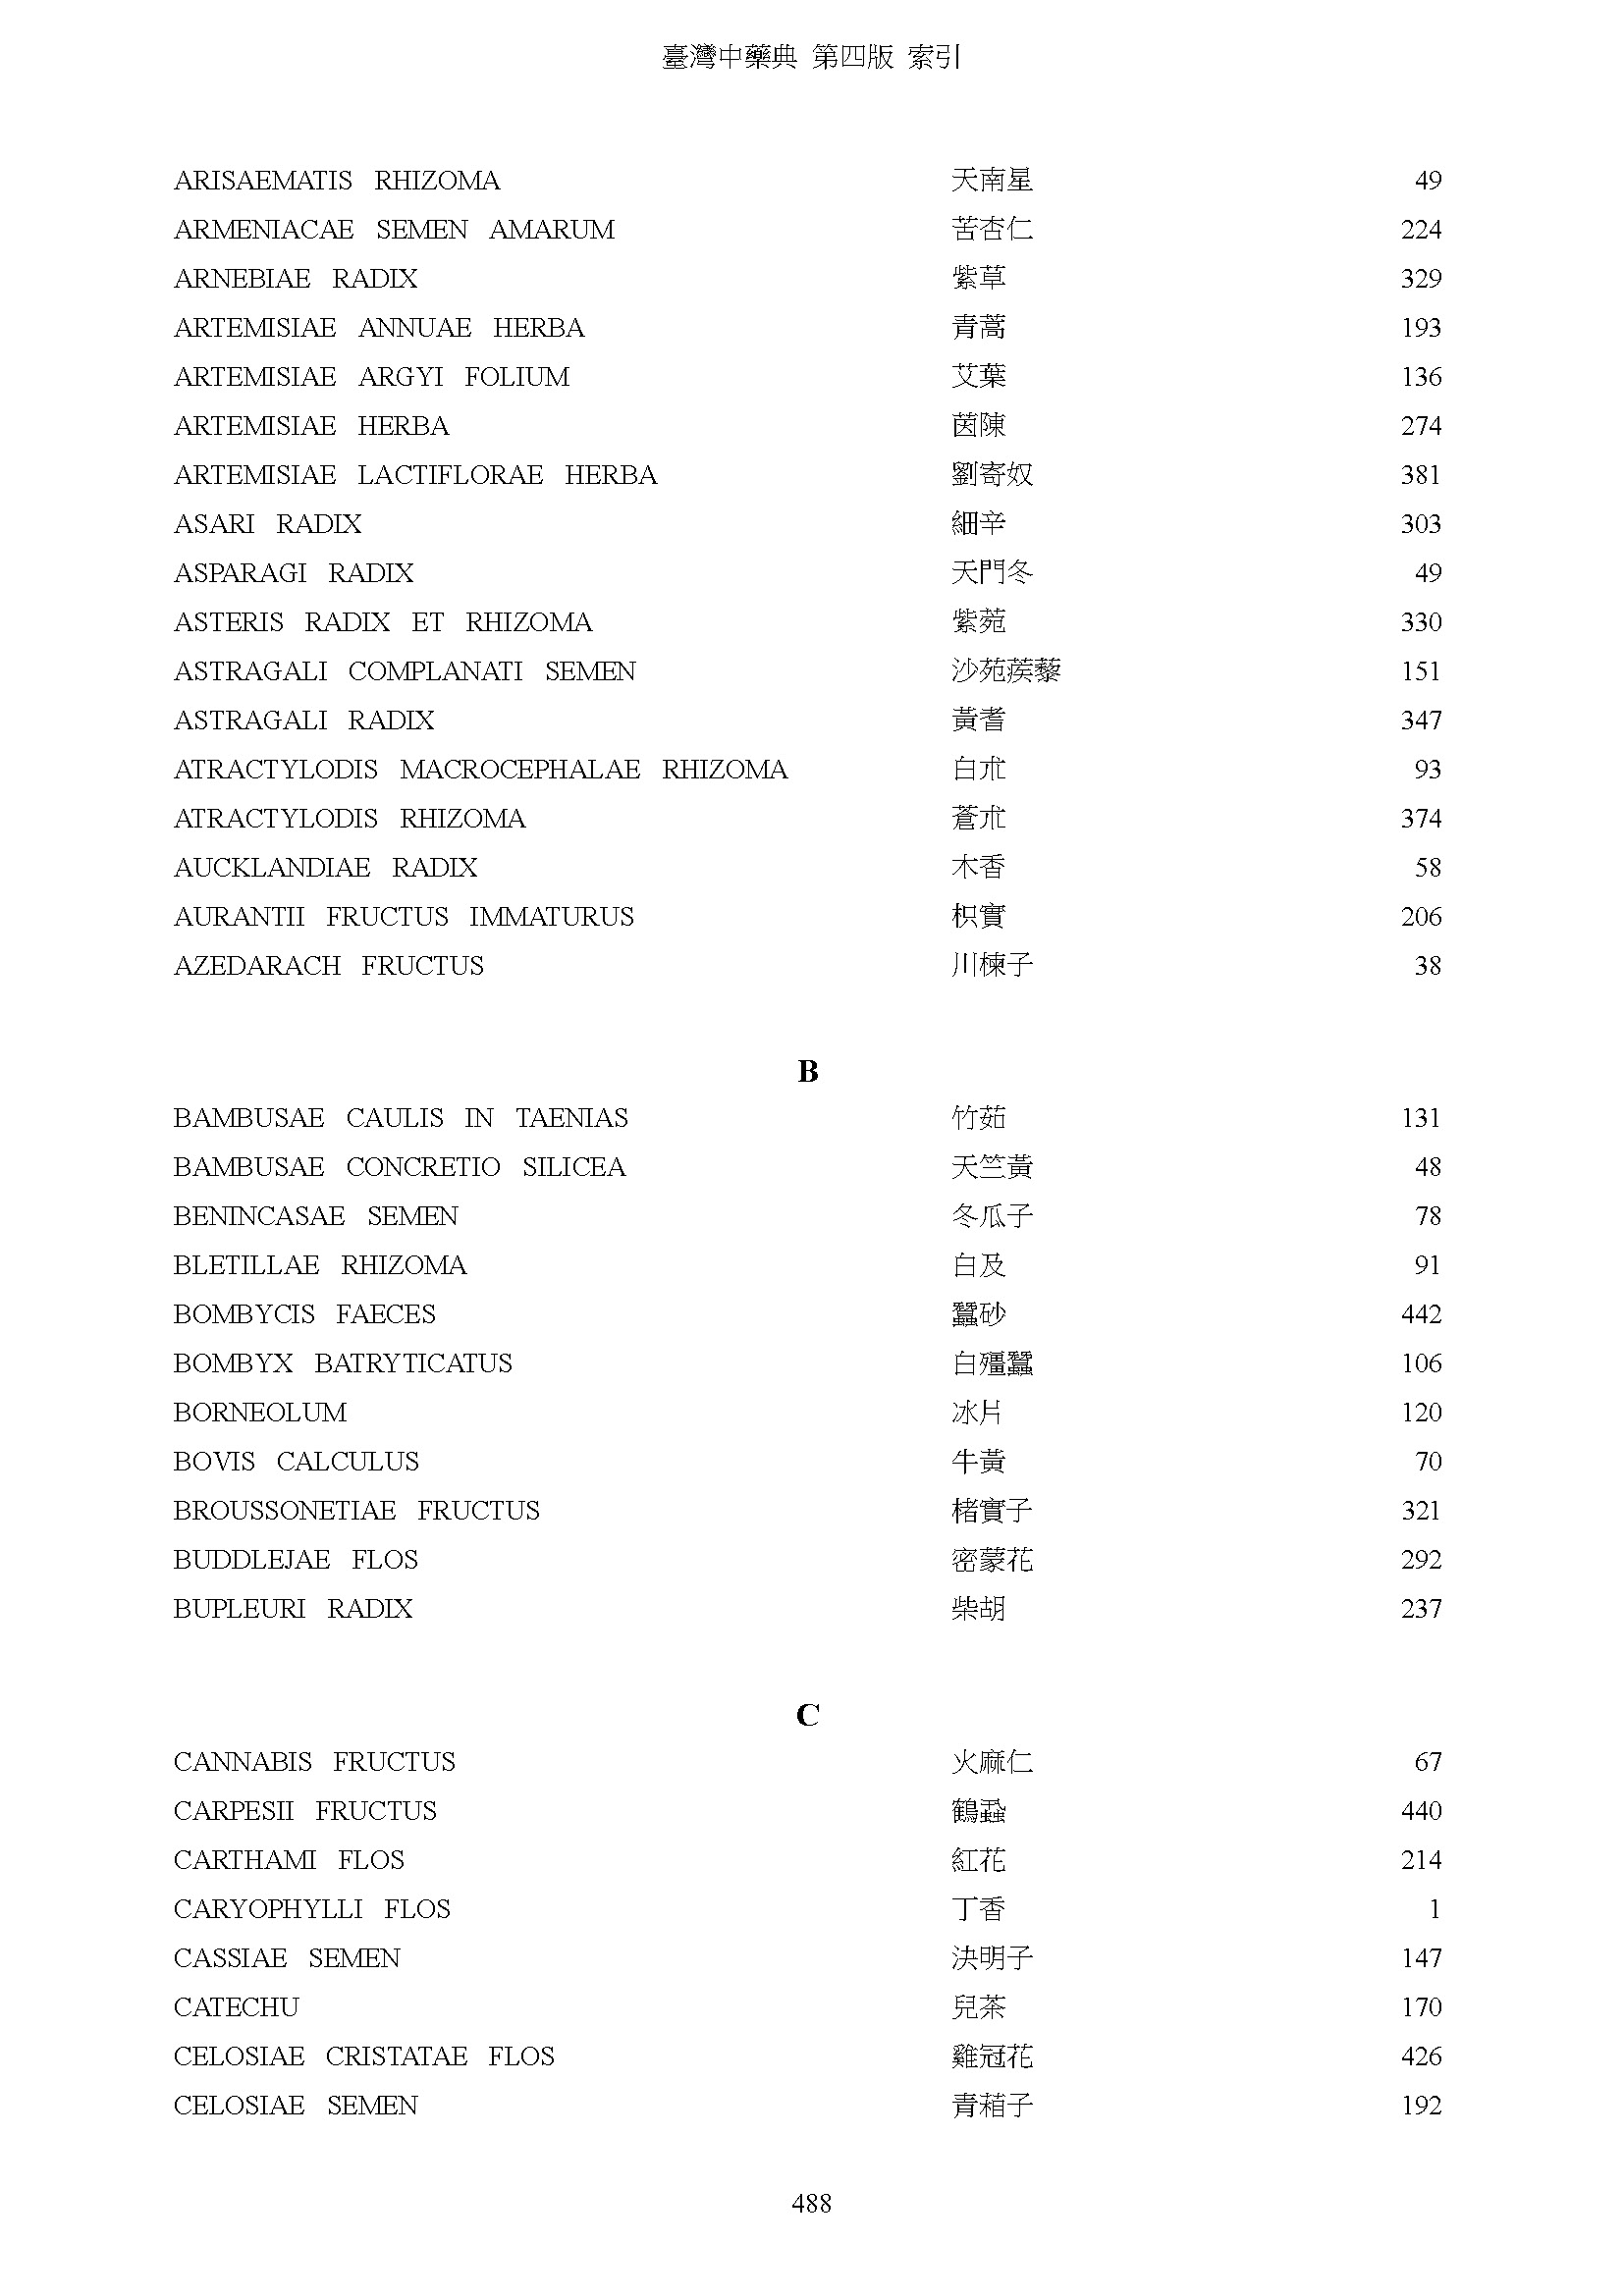 臺灣中藥典 第四版 索引
ARISAEMATIS RHIZOMA 天南星 49
ARMENIACAE SEMEN AMARUM 苦杏仁 224
ARNEBIAE RADIX 紫草 329
ARTEMISIAE ANNUAE HERBA 青蒿 193
ARTEMISIAE ARGYI FOLIUM 艾葉 136
ARTEMISIAE HERBA 茵陳 274
ARTEMISIAE LACTIFLORAE HERBA 劉寄奴 381
ASARI RADIX 細辛 303
ASPARAGI RADIX 天門冬 49
ASTERIS RADIX ET RHIZOMA 紫菀 330
ASTRAGALI COMPLANATI SEMEN 沙苑蒺藜 151
ASTRAGALI RADIX 黃耆 347
ATRACTYLODIS MACROCEPHALAE RHIZOMA 白朮 93
ATRACTYLODIS RHIZOMA 蒼朮 374
AUCKLANDIAE RADIX 木香 58
AURANTII FRUCTUS IMMATURUS 枳實 206
AZEDARACH FRUCTUS 川楝子 38
B
BAMBUSAE CAULIS IN TAENIAS 竹茹 131
BAMBUSAE CONCRETIO SILICEA 天竺黃 48
BENINCASAE SEMEN 冬瓜子 78
BLETILLAE RHIZOMA 白及 91
BOMBYCIS FAECES 蠶砂 442
BOMBYX BATRYTICATUS 白殭蠶 106
BORNEOLUM 冰片 120
BOVIS CALCULUS 牛黃 70
BROUSSONETIAE FRUCTUS 楮實子 321
BUDDLEJAE FLOS 密蒙花 292
BUPLEURI RADIX 柴胡 237
C
CANNABIS FRUCTUS 火麻仁 67
CARPESII FRUCTUS 鶴蝨 440
CARTHAMI FLOS 紅花 214
CARYOPHYLLI FLOS 丁香 1
CASSIAE SEMEN 決明子 147
CATECHU 兒茶 170
CELOSIAE CRISTATAE FLOS 雞冠花 426
CELOSIAE SEMEN 青葙子 192
488